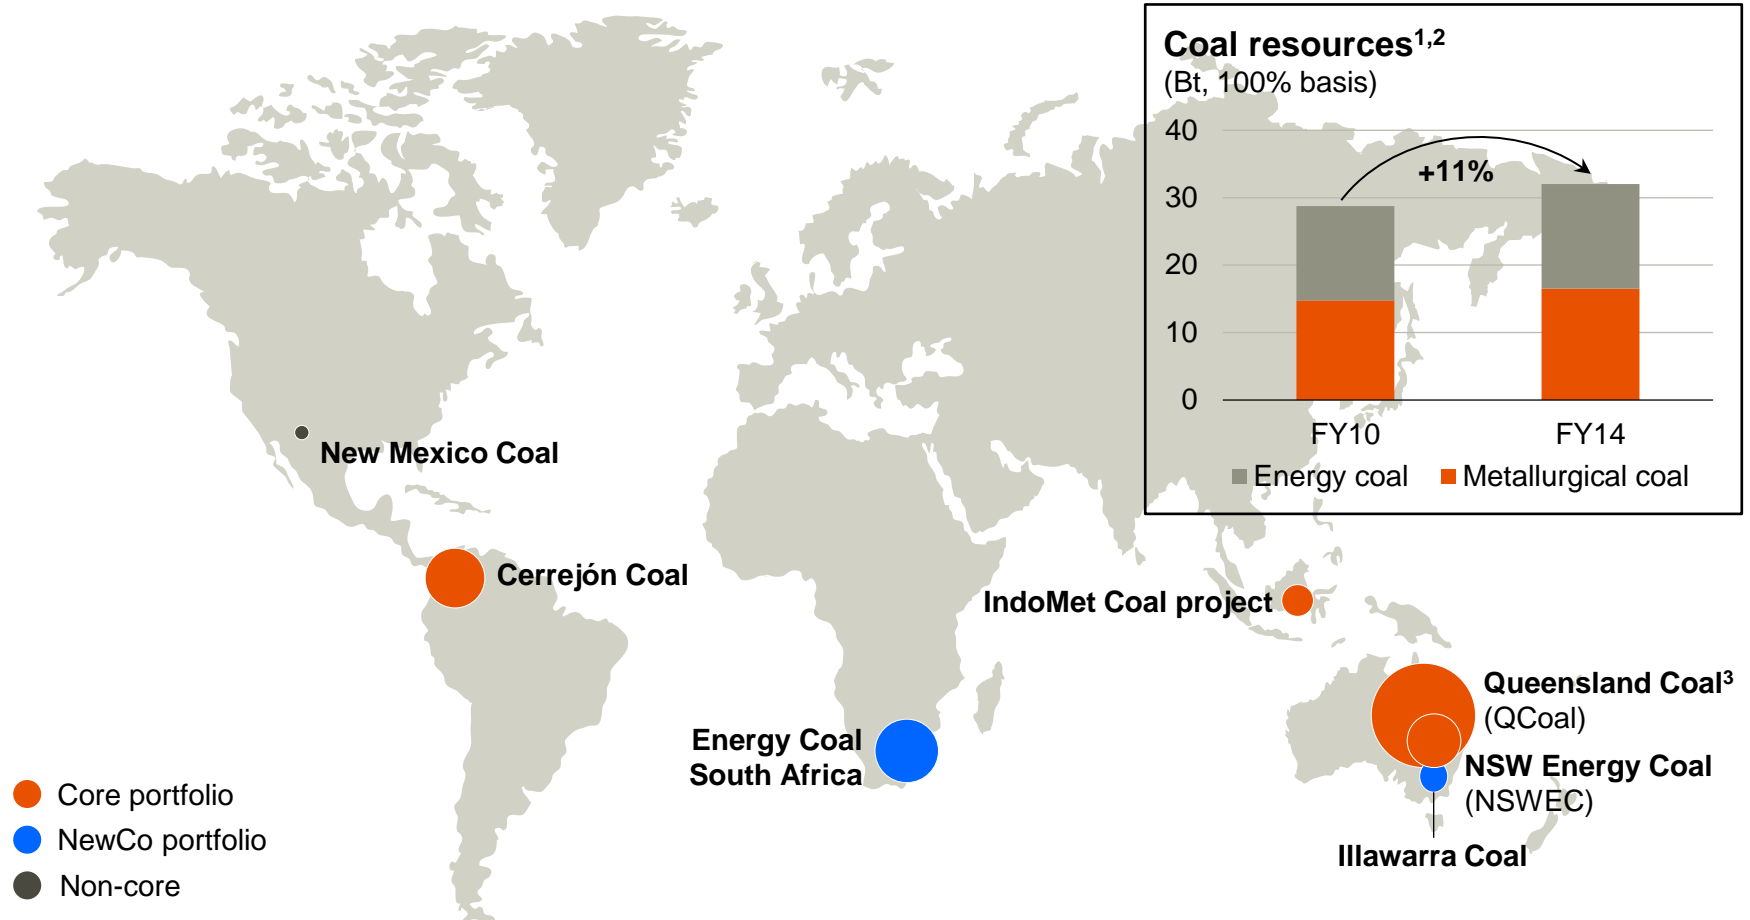 Coal resources1,2
(Bt, 100% basis)
40
+11%
30
20
10
0
FY10
FY14
Energy coal
Metallurgical coal
New Mexico Coal
Cerrejón Coal
IndoMet Coal project
Queensland Coal3
(QCoal)
Energy Coal
South Africa
NSW Energy Coal
(NSWEC)
Illawarra Coal
Core portfolio
NewCo portfolio
Non-core